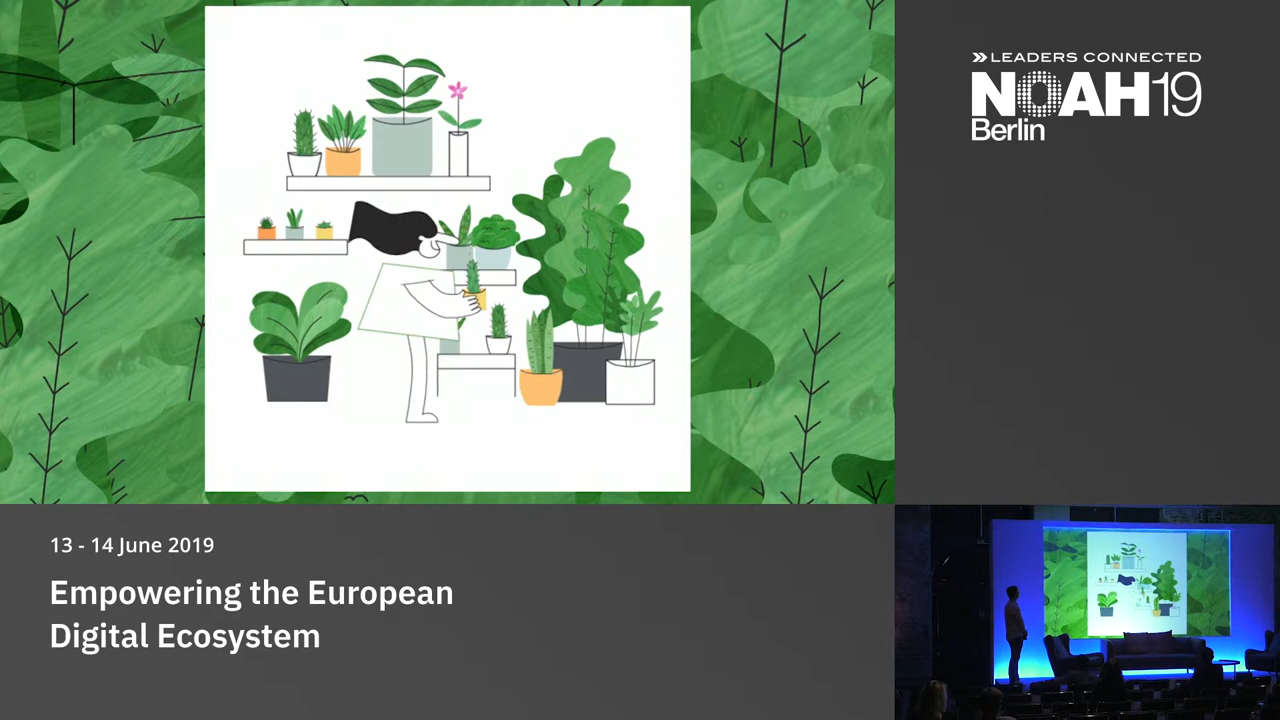 LEADERS CONNECTED
NOAH19
Berlin
13 - 14 June 2019
Empowering the European
Digital Ecosystem